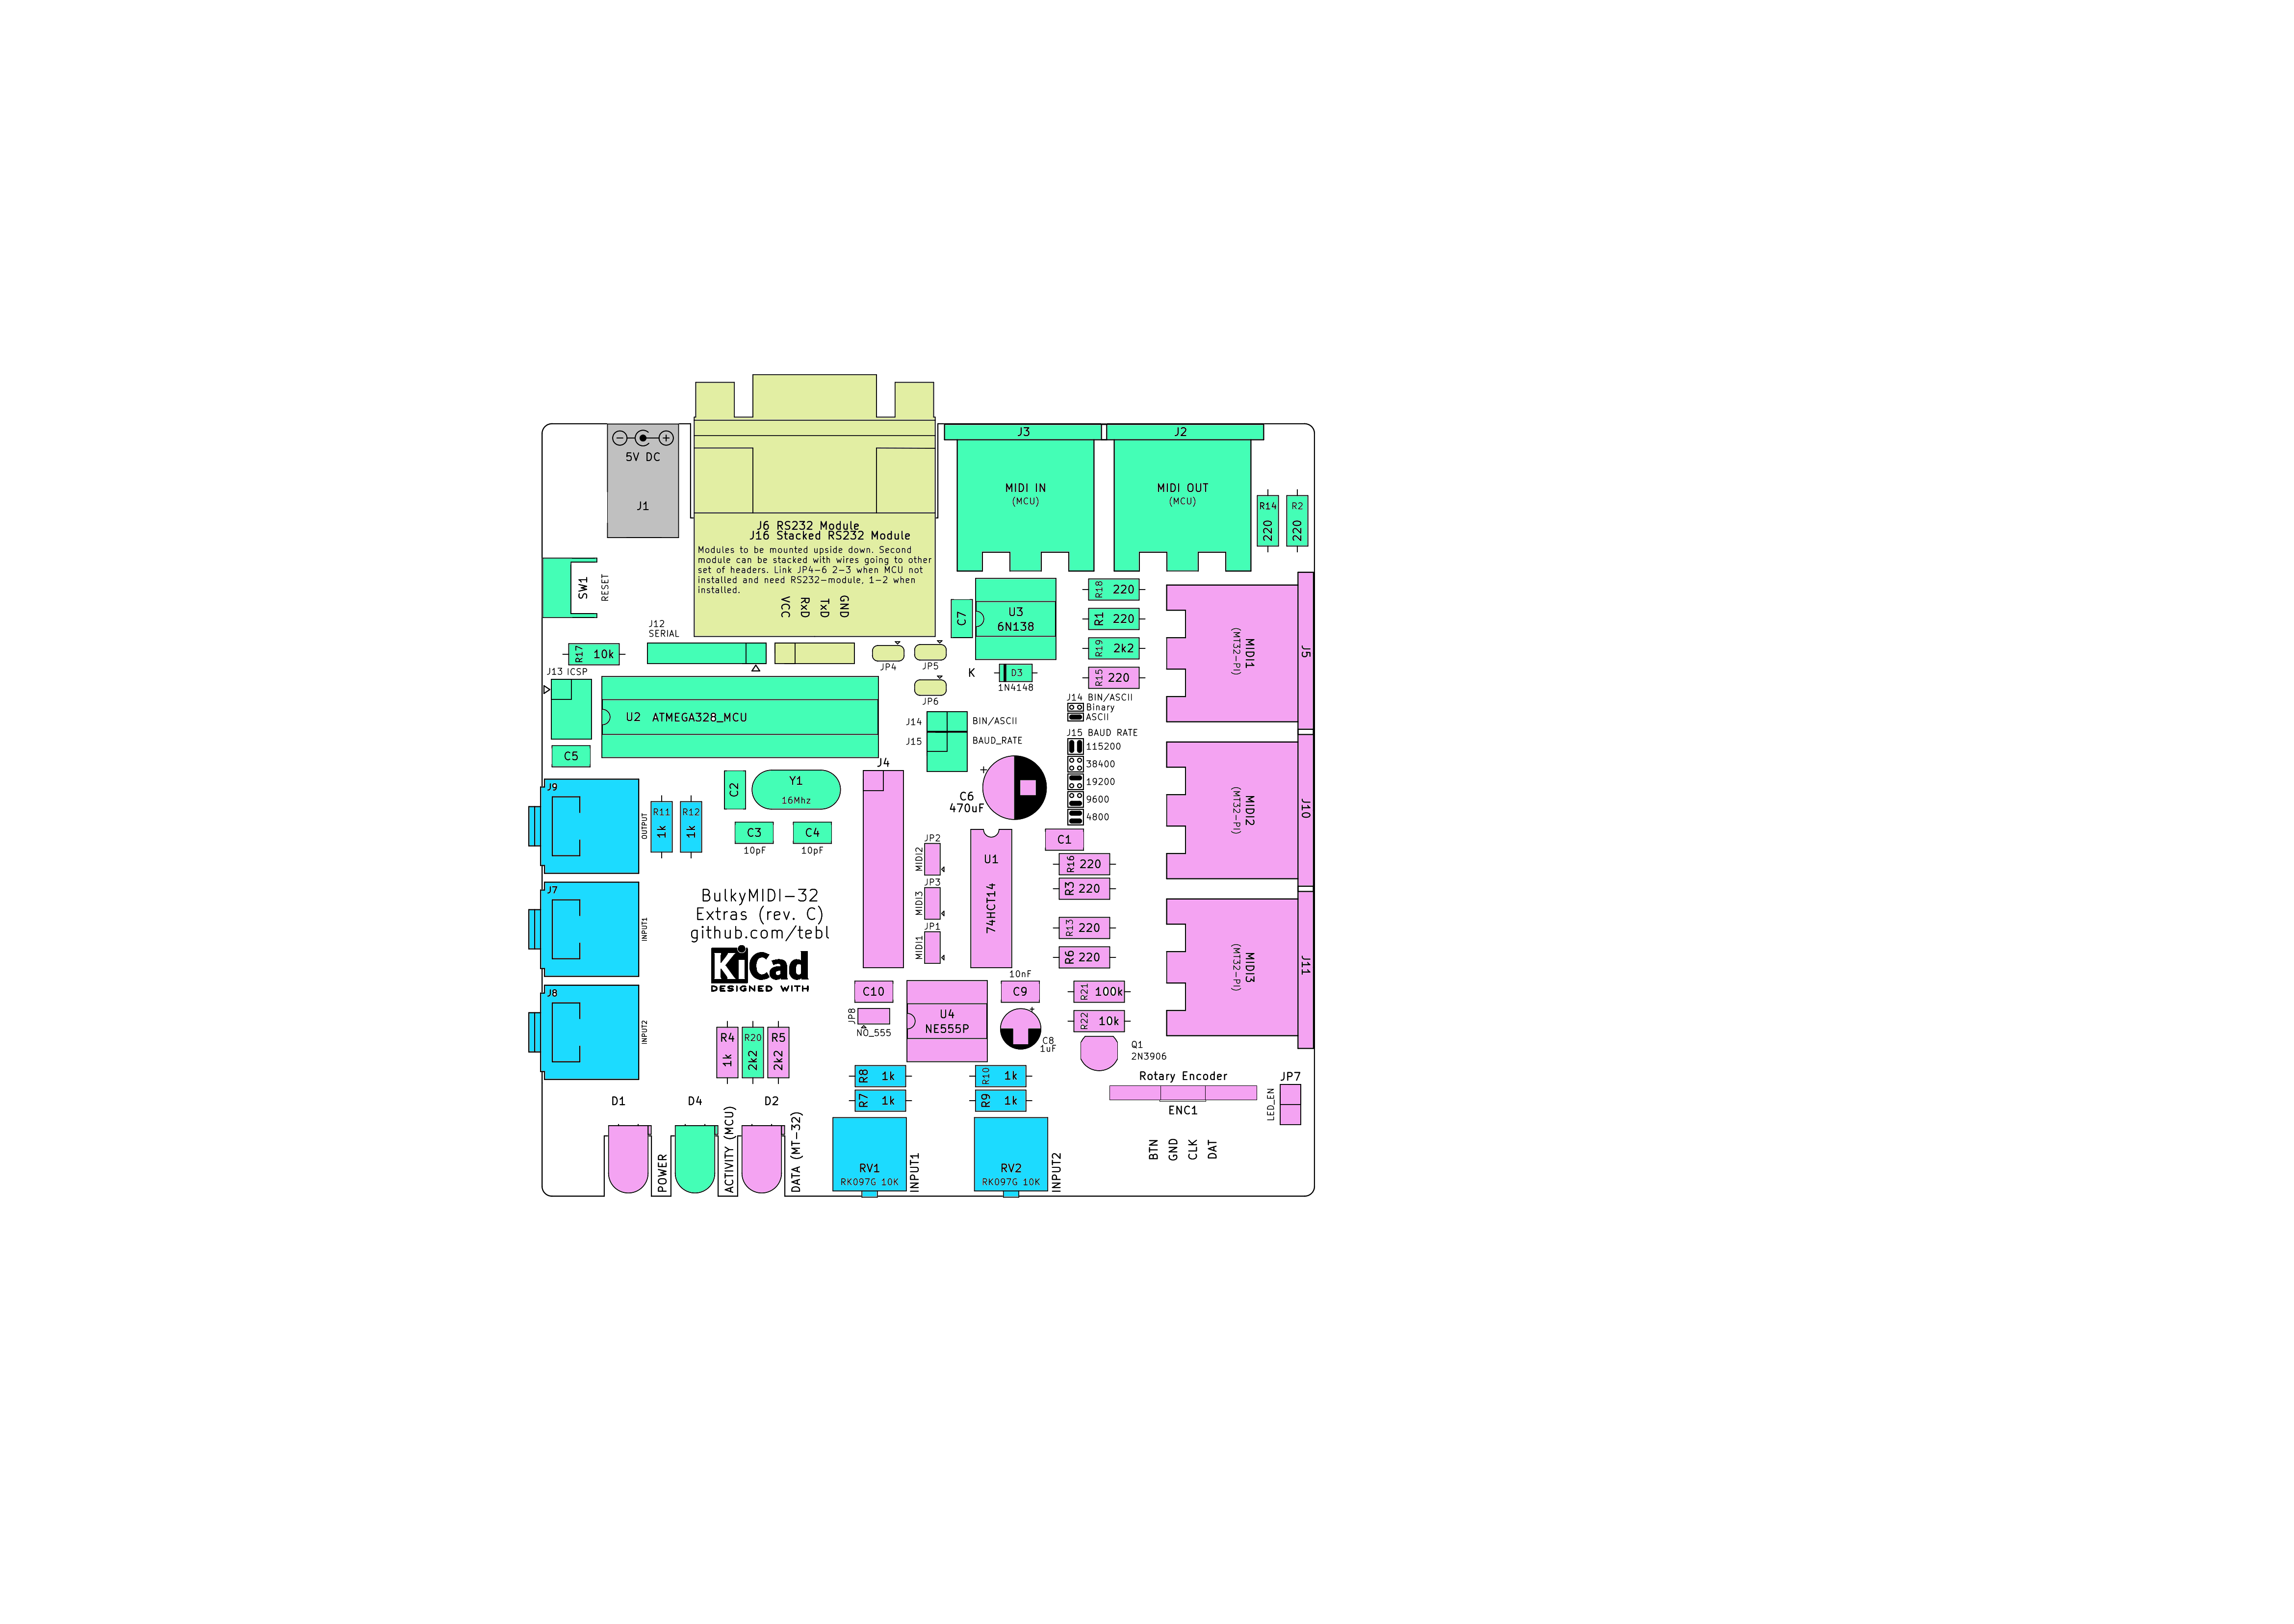 5V DC
J1
J6 RS232 Module
J16 Stacked RS232 Module
Modules to be mounted upside down. Second
module can be stacked with wires going to other
set of headers. Link JP4-6 2-3 when MCU not
installed and need RS232-module, 1-2 when
installed.
VCC
RxD
TxD
GND
J3
MIDI IN
(MCU)
J2
MIDI OUT
(MCU)
R14
220
R2
220
SW1
RESET
J12
SERIAL
R17 10k
J13 ICSP
JP4
JP5
JP6
C7
U3
6N138
K
D3
1N4148
R18 220
R1 220
R19 2k2
R15 220
MIDI1
(MT32-PI)
J5
U2 ATMEGA328_MCU
C5
J14 BIN/ASCII
J15 BAUD_RATE
J14 BIN/ASCII
Binary
ASCII
J15 BAUD RATE
115200
38400
19200
9600
4800
MIDI2
(MT32-PI)
J10
J9
OUTPUT
R11
1k
R12
1k
C2
Y1
16Mhz
C3
10pF
C4
10pF
J4
C6
470uF
+
C1
JP2
MIDI2
JP3
MIDI3
JP1
MIDI1
U1
74HCT14
R16 220
R3 220
R13 220
R6 220
MIDI3
(MT32-PI)
J11
J7
INPUT1
BulkyMIDI-32
Extras (rev. C)
github.com/tebl
KiCad
DESIGNED WITH
J8
INPUT2
C10
JP8
NO_555
U4
NE555P
10nF
C9
+
C8
1uF
R21 100k
R22 10k
Q1
2N3906
R4
1k
R20
2k2
R5
2k2
R8 1k
R7 1k
R10 1k
R9 1k
Rotary Encoder
ENC1
JP7
LED_EN
BTN
GND
CLK
DAT
D1
POWER
D4
ACTIVITY (MCU)
D2
DATA (MT-32)
RV1
RK097G 10K
INPUT1
RV2
RK097G 10K
INPUT2